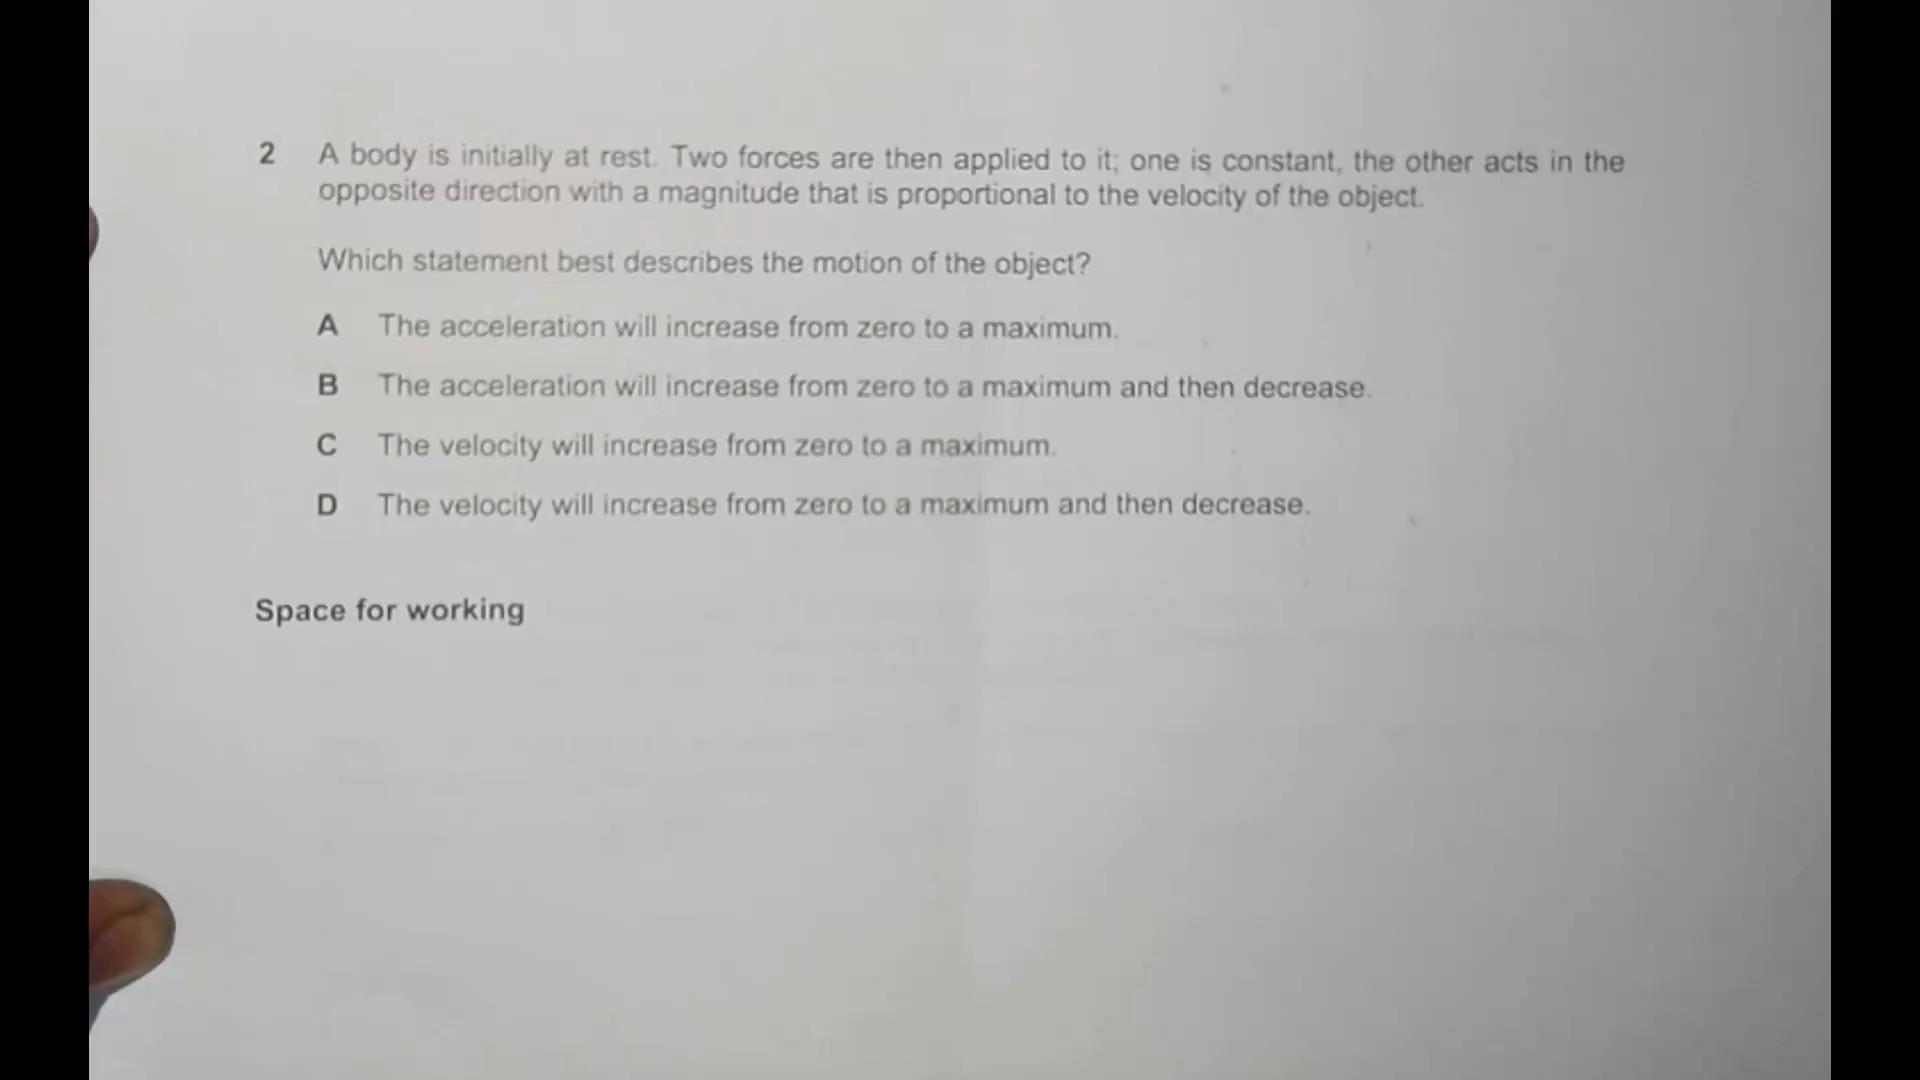 2 A body is initially at rest. Two forces are then applied to it; one is constant, the other acts in the
opposite direction with a magnitude that is proportional to the velocity of the object.
Which statement best describes the motion of the object?
A The acceleration will increase from zero to a maximum.
B The acceleration will increase from zero to a maximum and then decrease.
C The velocity will increase from zero to a maximum.
D The velocity will increase from zero to a maximum and then decrease.
Space for working